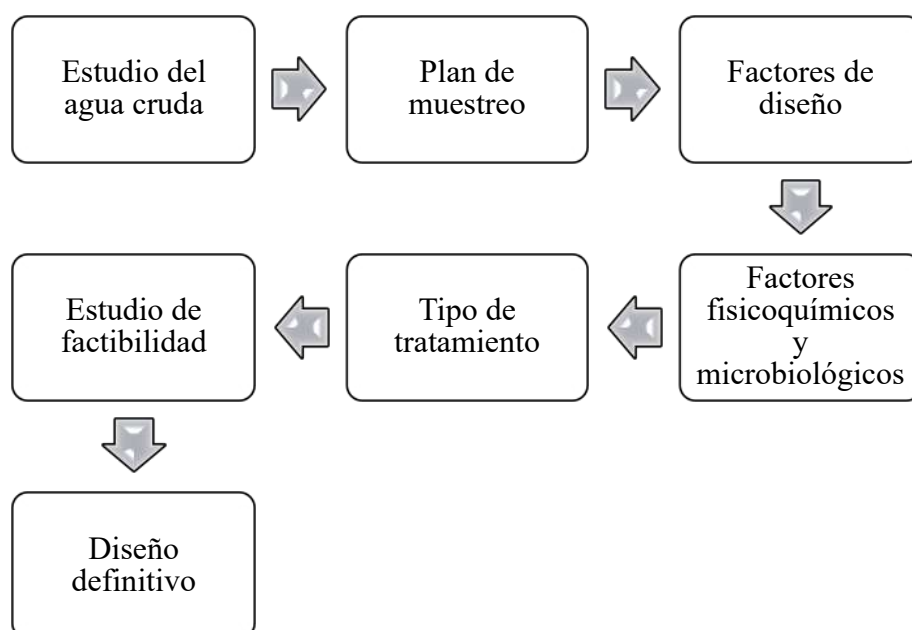 Estudio del
agua cruda
Plan de
muestreo
Factores de
diseño
Factores
fisicoquímicos
y
microbiológicos
Tipo de
tratamiento
Estudio de
factibilidad
Diseño
definitivo